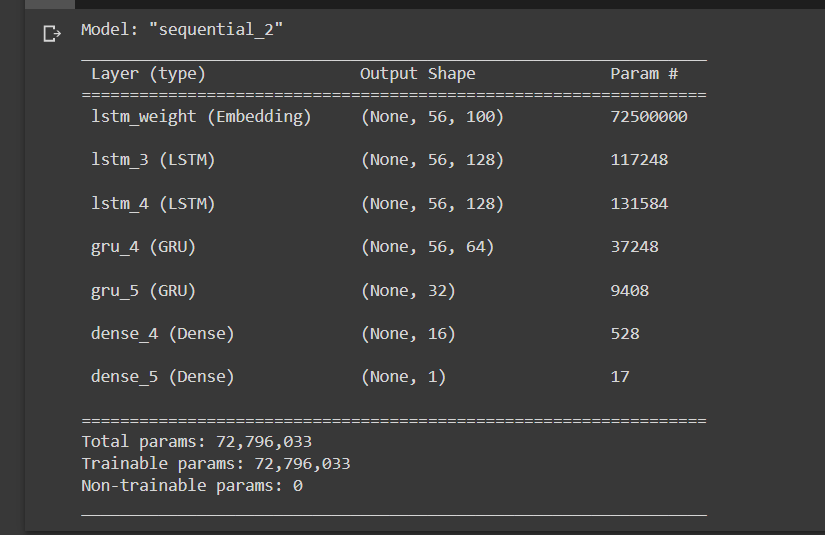 Model: "sequential_2"
Layer (type) Output Shape Param #
lstm_weight (Embedding) (None, 56, 100) 72500000
lstm_3 (LSTM) (None, 56, 128) 117248
lstm_4 (LSTM) (None, 56, 128) 131584
gru_4 (GRU) (None, 56, 64) 37248
gru_5 (GRU) (None, 32) 9408
dense_4 (Dense) (None, 16) 528
dense_5 (Dense) (None, 1) 17
Total params: 72,796,033
Trainable params: 72,796,033
Non-trainable params: 0